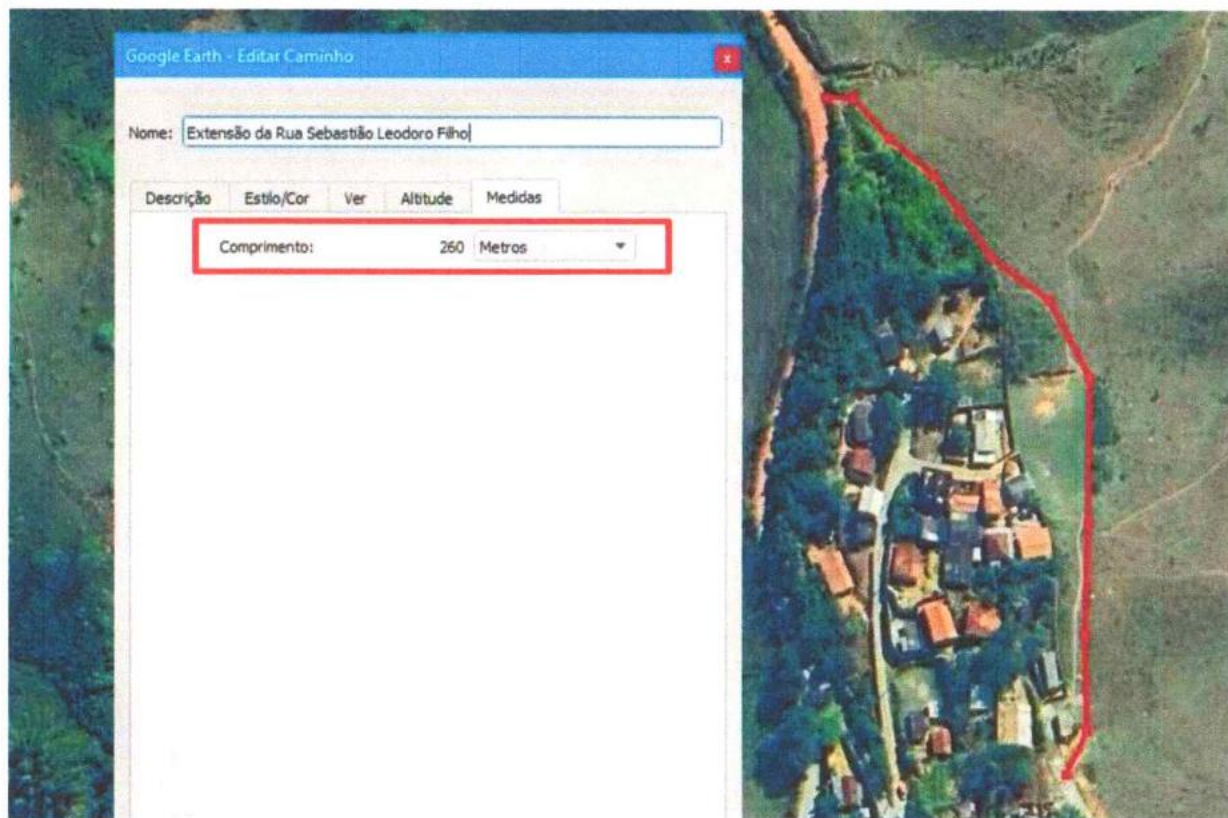 Google Earth - Editar Caminho
x
Nome: Extensão da Rua Sebastião Leodoro Filho
Descrição Estilo/Cor Ver Altitude Medidas
Comprimento: 260 Metros